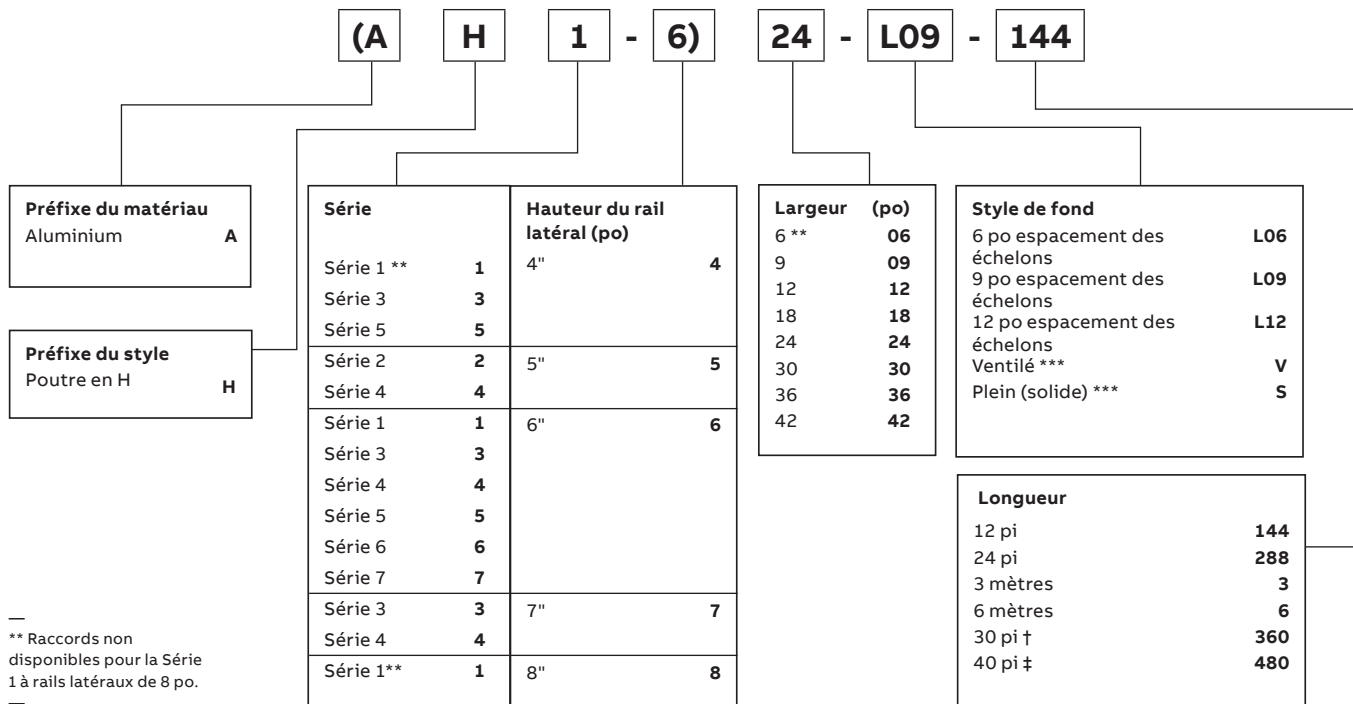 (A H 1 - 6) 24 - L09 - 144
Préfixe du matériau
Aluminium A
Préfixe du style
Poutre en H H
Série Hauteur du rail
latéral (po)
Série 1 ** 1 4" 4
Série 3 3
Série 5 5
Série 2 2 5" 5
Série 4 4
Série 1 1 6" 6
Série 3 3
Série 4 4
Série 5 5
Série 6 6
Série 7 7
Série 3 3 7" 7
Série 4 4
Série 1** 1 8" 8
Largeur (po)
6 ** 06
9 09
12 12
18 18
24 24
30 30
36 36
42 42
Style de fond
6 po espacement des L06
échelons
9 po espacement des L09
échelons
12 po espacement des L12
échelons
Ventilé *** V
Plein (solide) *** S
Longueur
12 pi 144
24 pi 288
3 mètres 3
6 mètres 6
30 pi † 360
40 pi ‡ 480
—
** Raccords non
disponibles pour la Série
1 à rails latéraux de 8 po.
—